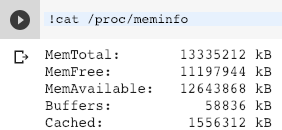 !cat /proc/meminfo
MemTotal: 13335212 kB
MemFree: 11197944 kB
MemAvailable: 12643868 kB
Buffers: 58836 kB
Cached: 1556312 kB